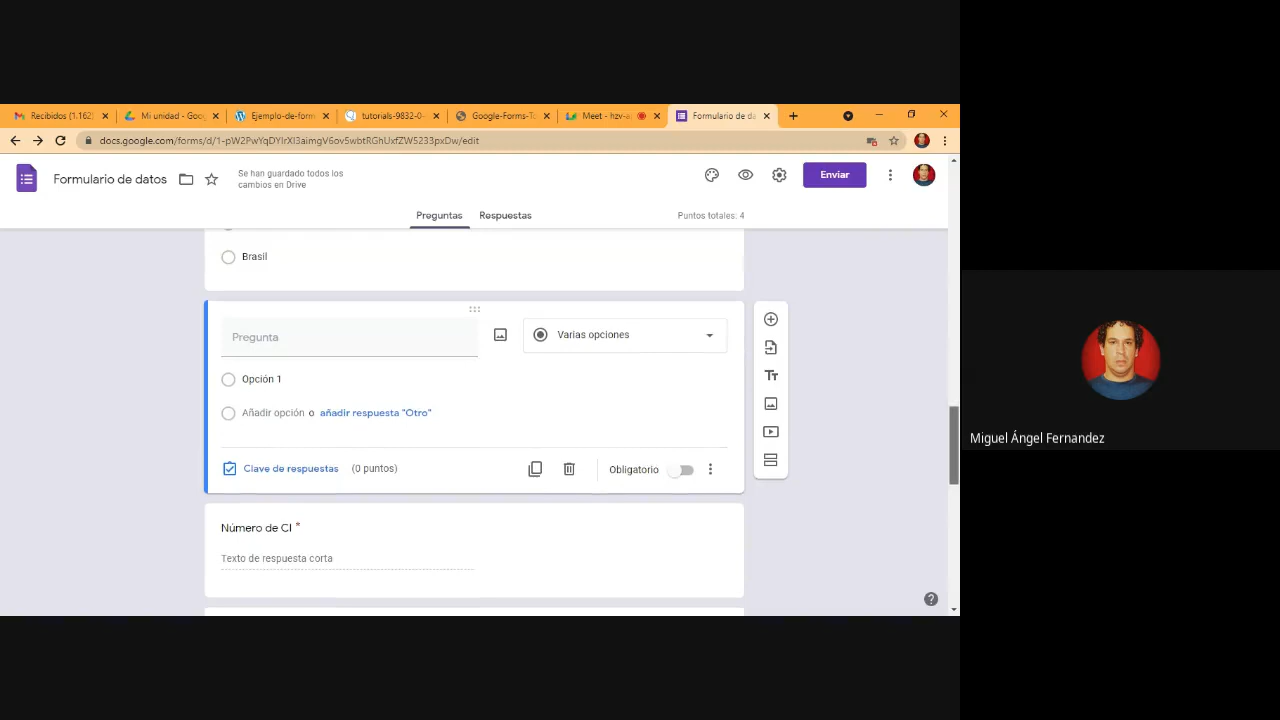 Recibidos (1.162
Mi unidad - Goog
Ejemplo-de-form
tutorials-9832-0-
Google-Forms-To
Meet - hzv-a
Formulario de da
docs.google.com/forms/d/1-pW2PwYqDYIrXI3aimgV6ov5wbtRGhUxfZW5233pxDw/edit
Formulario de datos
Se han guardado todos los
cambios en Drive
Enviar
Preguntas
Respuestas
Puntos totales: 4
Brasil
Pregunta
Varias opciones
Opción 1
Añadir opción o añadir respuesta "Otro"
Clave de respuestas (0 puntos)
Obligatorio
Número de CI *
Texto de respuesta corta
Miguel Ángel Fernandez